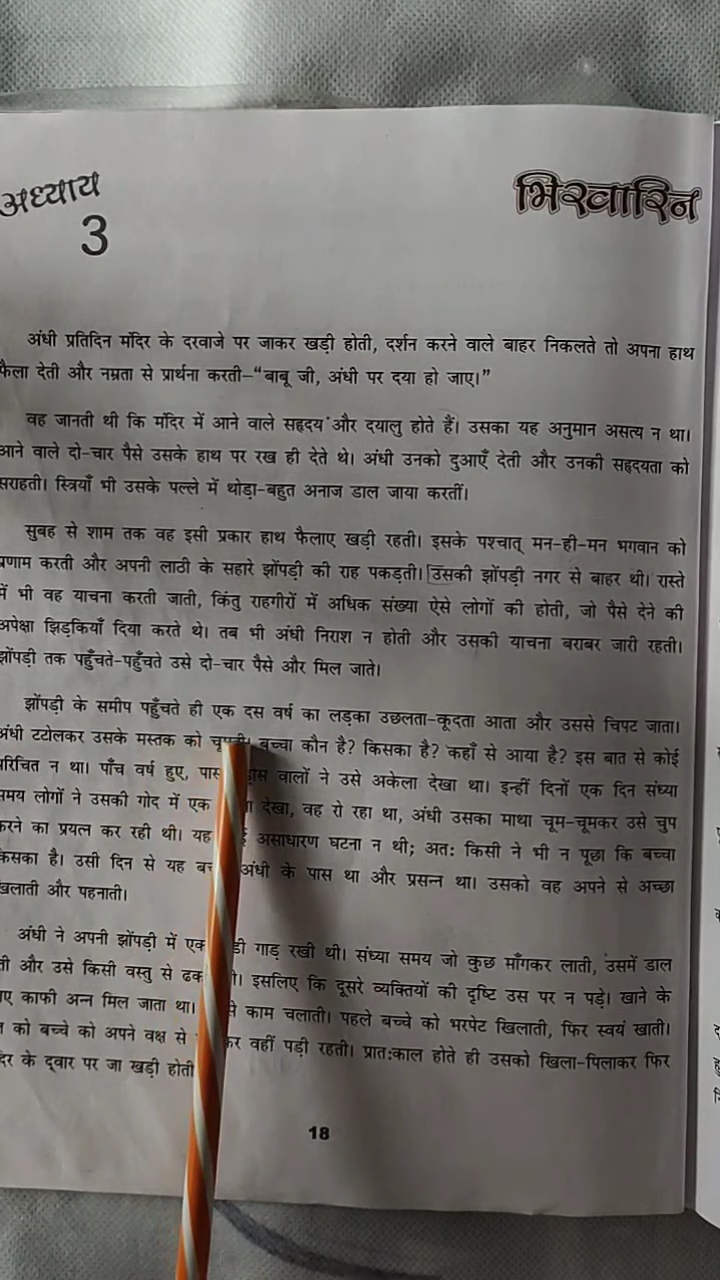 अध्याय
3
भिखारिन
अंधी प्रतिदिन मंदिर के दरवाजे पर जाकर खड़ी होती, दर्शन करने वाले बाहर निकलते तो अपना हाथ
फैला देती और नम्रता से प्रार्थना करती–“बाबू जी, अंधी पर दया हो जाए।”
वह जानती थी कि मंदिर में आने वाले सहृदय और दयालु होते हैं। उसका यह अनुमान असत्य न था।
आने वाले दो-चार पैसे उसके हाथ पर रख ही देते थे। अंधी उनको दुआएँ देती और उनकी सहृदयता को
सराहती। स्त्रियाँ भी उसके पल्ले में थोड़ा-बहुत अनाज डाल जाया करतीं।
सुबह से शाम तक वह इसी प्रकार हाथ फैलाए खड़ी रहती। इसके पश्चात् मन-ही-मन भगवान को
प्रणाम करती और अपनी लाठी के सहारे झोंपड़ी की राह पकड़ती। उसकी झोंपड़ी नगर से बाहर थी। रास्ते
में भी वह याचना करती जाती, किंतु राहगीरों में अधिक संख्या ऐसे लोगों की होती, जो पैसे देने की
अपेक्षा झिड़कियाँ दिया करते थे। तब भी अंधी निराश न होती और उसकी याचना बराबर जारी रहती।
झोंपड़ी तक पहुँचते-पहुँचते उसे दो-चार पैसे और मिल जाते।
झोंपड़ी के समीप पहुँचते ही एक दस वर्ष का लड़का उछलता-कूदता आता और उससे चिपट जाता।
अंधी टटोलकर उसके मस्तक को बच्चा कौन है? किसका है? कहाँ से आया है? इस बात से कोई
परिचित न था। पाँच वर्ष हुए, वालों ने उसे अकेला देखा था। इन्हीं दिनों एक दिन संध्या
समय लोगों ने उसकी गोद में एक देखा, वह रो रहा था, अंधी उसका माथा चूम-चूमकर उसे चुप
करने का प्रयत्न कर रही थी। यह असाधारण घटना न थी; अतः किसी ने भी न पूछा कि बच्चा
किसका है। उसी दिन से यह अंधी के पास था और प्रसन्न था। उसको वह अपने से अच्छा
खिलाती और पहनाती।
अंधी ने अपनी झोंपड़ी में एक गाड़ रखी थी। संध्या समय जो कुछ माँगकर लाती, उसमें डाल
और उसे किसी वस्तु से इसलिए कि दूसरे व्यक्तियों की दृष्टि उस पर न पड़े। खाने के
काफी अन्न मिल जाता था। काम चलाती। पहले बच्चे को भरपेट खिलाती, फिर स्वयं खाती।
को बच्चे को अपने वक्ष से वहीं पड़ी रहती। प्रातःकाल होते ही उसको खिला-पिलाकर फिर
के द्वार पर जा खड़ी होती
18